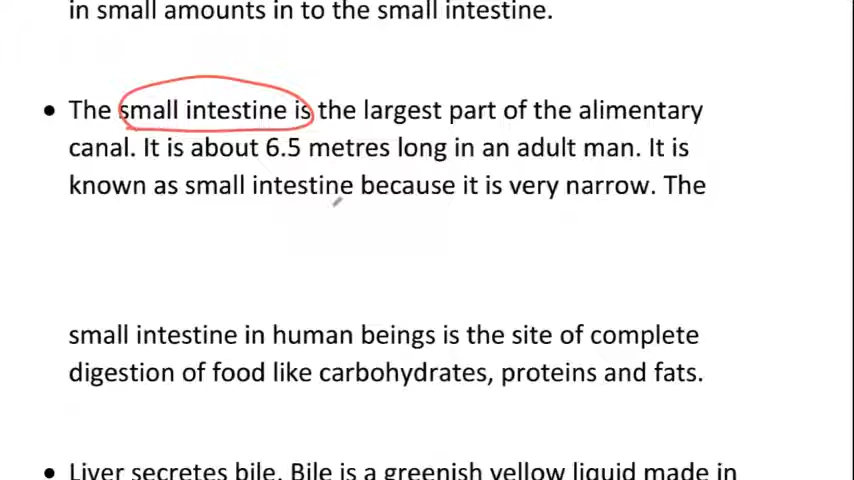 in small amounts in to the small intestine.
• The small intestine is the largest part of the alimentary
canal. It is about 6.5 metres long in an adult man. It is
known as small intestine because it is very narrow. The
small intestine in human beings is the site of complete
digestion of food like carbohydrates, proteins and fats.
• Liver secretes bile. Bile is a greenish yellow liquid made in